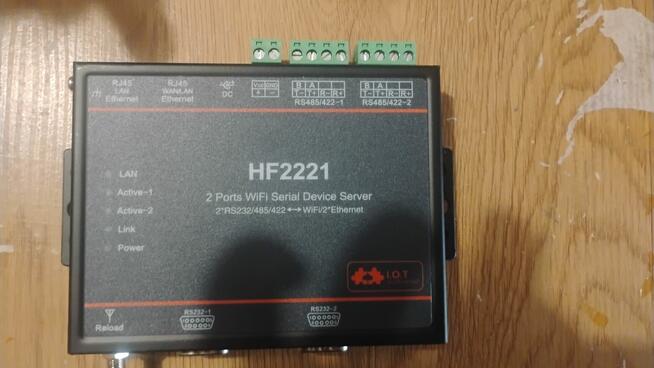 RJ45 RJ45
LAN WAN/LAN DC Vcc GND B A B A
Ethernet Ethernet + - T- T+ R- R+ T- T+ R- R+
RS485/422-1 RS485/422-2
HF2221
2 Ports WiFi Serial Device Server
2*RS232/485/422 ↔ WiFi/2*Ethernet
LAN
Active-1
Active-2
Link
Power
I.O.T
Reload RS232-1 RS232-2